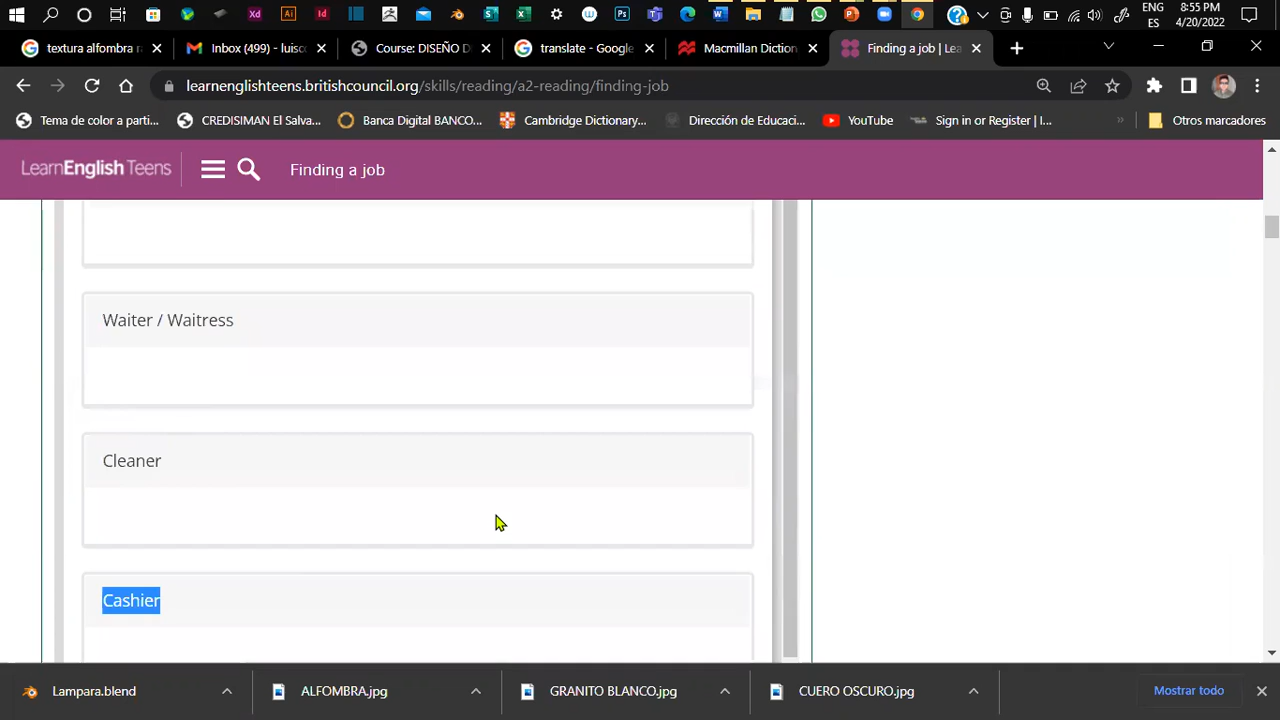 8:55 PM
ENG
ES
4/20/2022
textura alfombra ra
Inbox (499) - luisco
Course: DISEÑO D
translate - Google
Macmillan Diction
Finding a job | Lea
learnenglishteens.britishcouncil.org/skills/reading/a2-reading/finding-job
Tema de color a parti...
CREDISIMAN El Salva...
Banca Digital BANCO...
Cambridge Dictionary...
Dirección de Educaci...
YouTube
Sign in or Register | I...
»
Otros marcadores
LearnEnglish Teens
Finding a job
Waiter / Waitress
Cleaner
Cashier
Lampara.blend
ALFOMBRA.jpg
GRANITO BLANCO.jpg
CUERO OSCURO.jpg
Mostrar todo